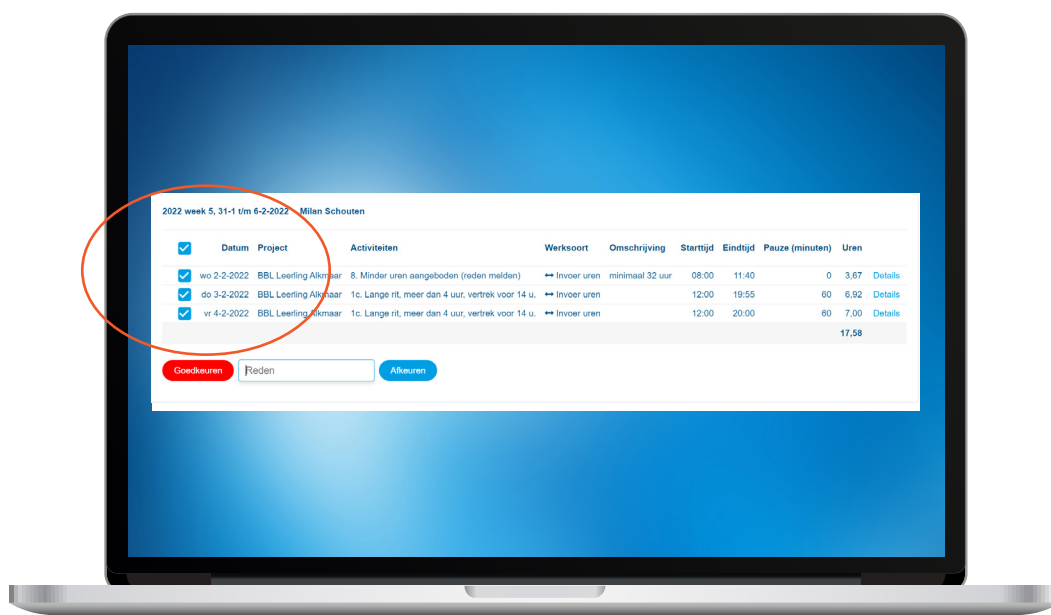 2022 week 5, 31-1 t/m 6-2-2022 Milan Schouten
Datum Project Activiteiten Werksoort Omschrijving Starttijd Eindtijd Pauze (minuten) Uren
wo 2-2-2022 BBL Leerling Alkmaar 8. Minder uren aangeboden (reden melden) ↔ Invoer uren minimaal 32 uur 08:00 11:40 0 3,67 Details
do 3-2-2022 BBL Leerling Alkmaar 1c. Lange rit, meer dan 4 uur, vertrek voor 14 u. ↔ Invoer uren 12:00 19:55 60 6,92 Details
vr 4-2-2022 BBL Leerling Alkmaar 1c. Lange rit, meer dan 4 uur, vertrek voor 14 u. ↔ Invoer uren 12:00 20:00 60 7,00 Details
17,58
Goedkeuren Reden Afkeuren